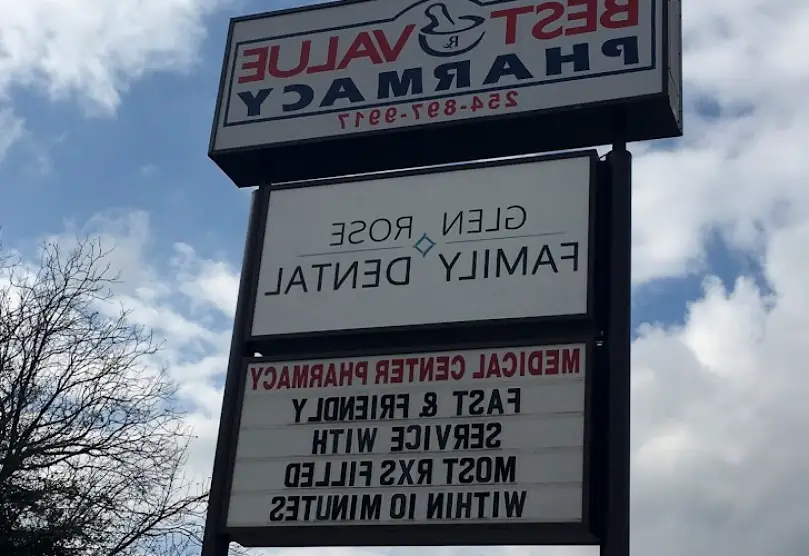 BEST VALUE
PHARMACY
254-897-9917
GLEN ROSE
FAMILY DENTAL
MEDICAL CENTER PHARMACY
FAST & FRIENDLY
SERVICE WITH
MOST RXS FILLED
WITHIN 10 MINUTES